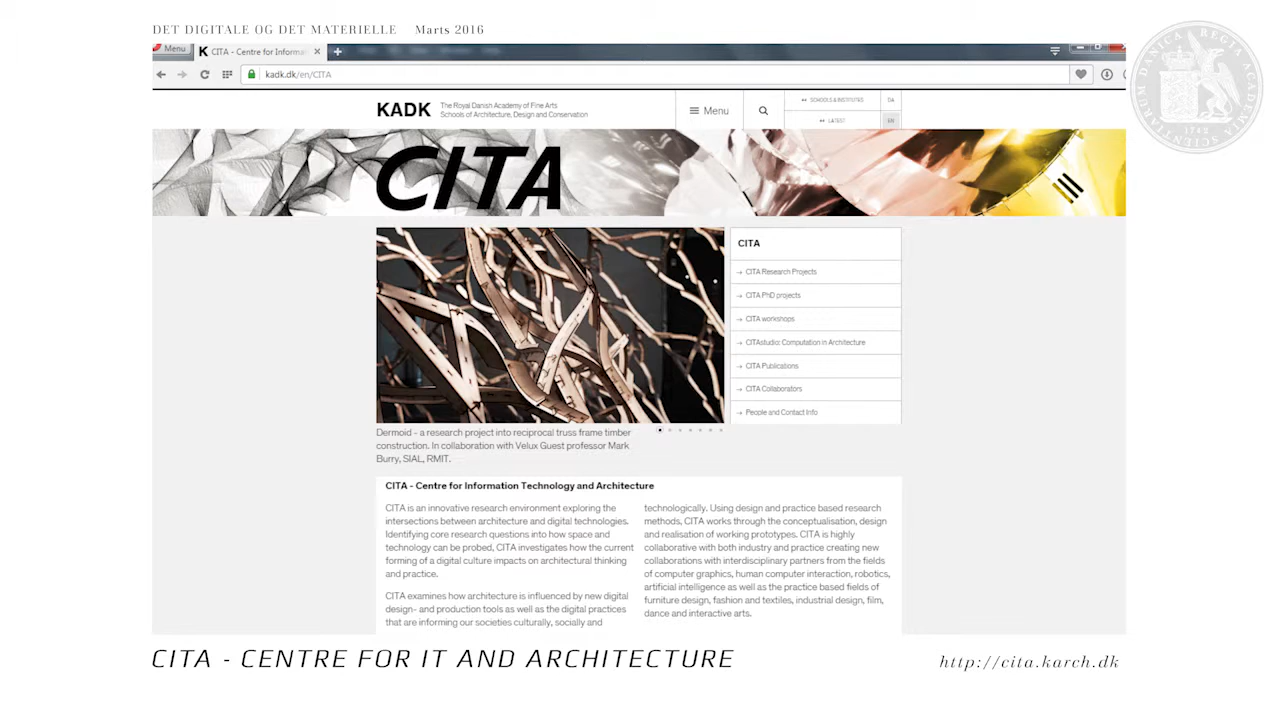 DET DIGITALE OG DET MATERIELLE Marts 2016
Menu
CITA - Centre for Informat
kadk.dk/en/CITA
KADK
The Royal Danish Academy of Fine Arts
Schools of Architecture, Design and Conservation
Menu
SCHOOLS & INSTITUTES
DA
LATEST
EN
CITA
CITA
CITA Research Projects
CITA PhD projects
CITA workshops
CITAstudio: Computation in Architecture
CITA Publications
CITA Collaborators
People and Contact Info
Dermoid - a research project into reciprocal truss frame timber
construction. In collaboration with Velux Guest professor Mark
Burry, SIAL, RMIT.
CITA - Centre for Information Technology and Architecture
CITA is an innovative research environment exploring the
intersections between architecture and digital technologies.
Identifying core research questions into how space and
technology can be probed, CITA investigates how the current
forming of a digital culture impacts on architectural thinking
and practice.
CITA examines how architecture is influenced by new digital
design- and production tools as well as the digital practices
that are informing our societies culturally, socially and
technologically. Using design and practice based research
methods, CITA works through the conceptualisation, design
and realisation of working prototypes. CITA is highly
collaborative with both industry and practice creating new
collaborations with interdisciplinary partners from the fields
of computer graphics, human computer interaction, robotics,
artificial intelligence as well as the practice based fields of
furniture design, fashion and textiles, industrial design, film,
dance and interactive arts.
CITA - CENTRE FOR IT AND ARCHITECTURE
http://cita.karch.dk
REGIA ACADEMIA SCIENTIARUM DANICA
1742